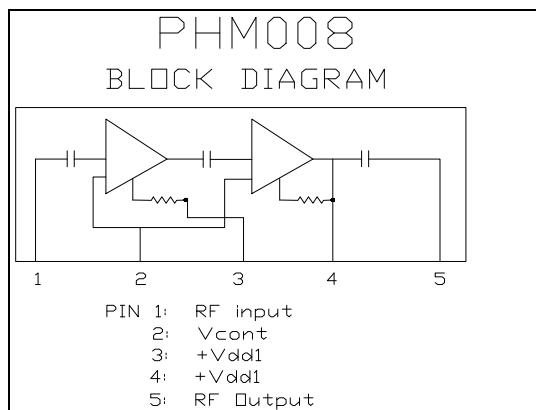 PHM008
BLOCK DIAGRAM
1 2 3 4 5
PIN 1: RF input
2: Vcont
3: +Vdd1
4: +Vdd1
5: RF Output